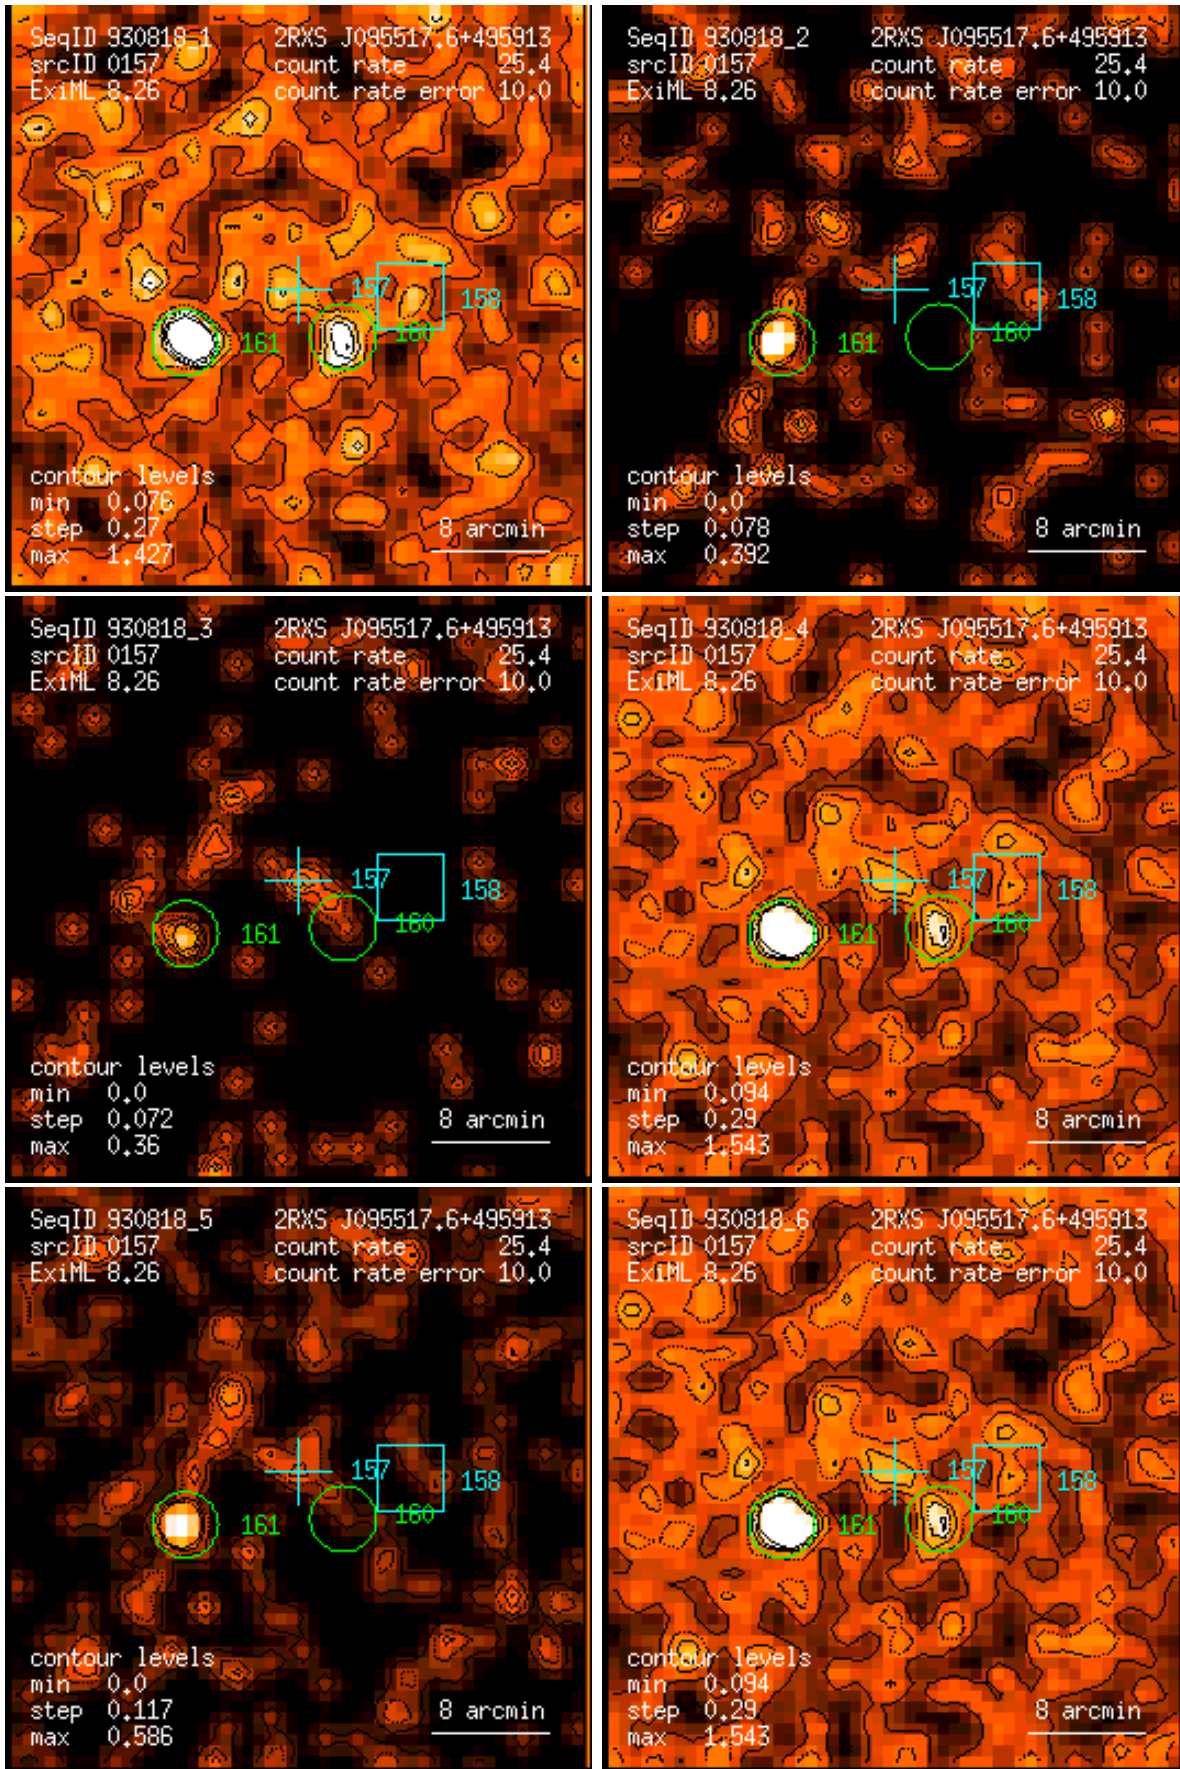 SeqID 930818_1 2RXS J095517.6+495913
srcID 0157 count rate 25.4
ExiML 8.26 count rate error 10.0
157
158
161
160
contour levels
min 0.076
step 0.27
max 1.427
8 arcmin
SeqID 930818_2 2RXS J095517.6+495913
srcID 0157 count rate 25.4
ExiML 8.26 count rate error 10.0
157
158
161
160
contour levels
min 0.0
step 0.078
max 0.392
8 arcmin
SeqID 930818_3 2RXS J095517.6+495913
srcID 0157 count rate 25.4
ExiML 8.26 count rate error 10.0
157
158
161
160
contour levels
min 0.0
step 0.072
max 0.36
8 arcmin
SeqID 930818_4 2RXS J095517.6+495913
srcID 0157 count rate 25.4
ExiML 8.26 count rate error 10.0
157
158
161
160
contour levels
min 0.094
step 0.29
max 1.543
8 arcmin
SeqID 930818_5 2RXS J095517.6+495913
srcID 0157 count rate 25.4
ExiML 8.26 count rate error 10.0
157
158
161
160
contour levels
min 0.0
step 0.117
max 0.586
8 arcmin
SeqID 930818_6 2RXS J095517.6+495913
srcID 0157 count rate 25.4
ExiML 8.26 count rate error 10.0
157
158
161
160
contour levels
min 0.094
step 0.29
max 1.543
8 arcmin